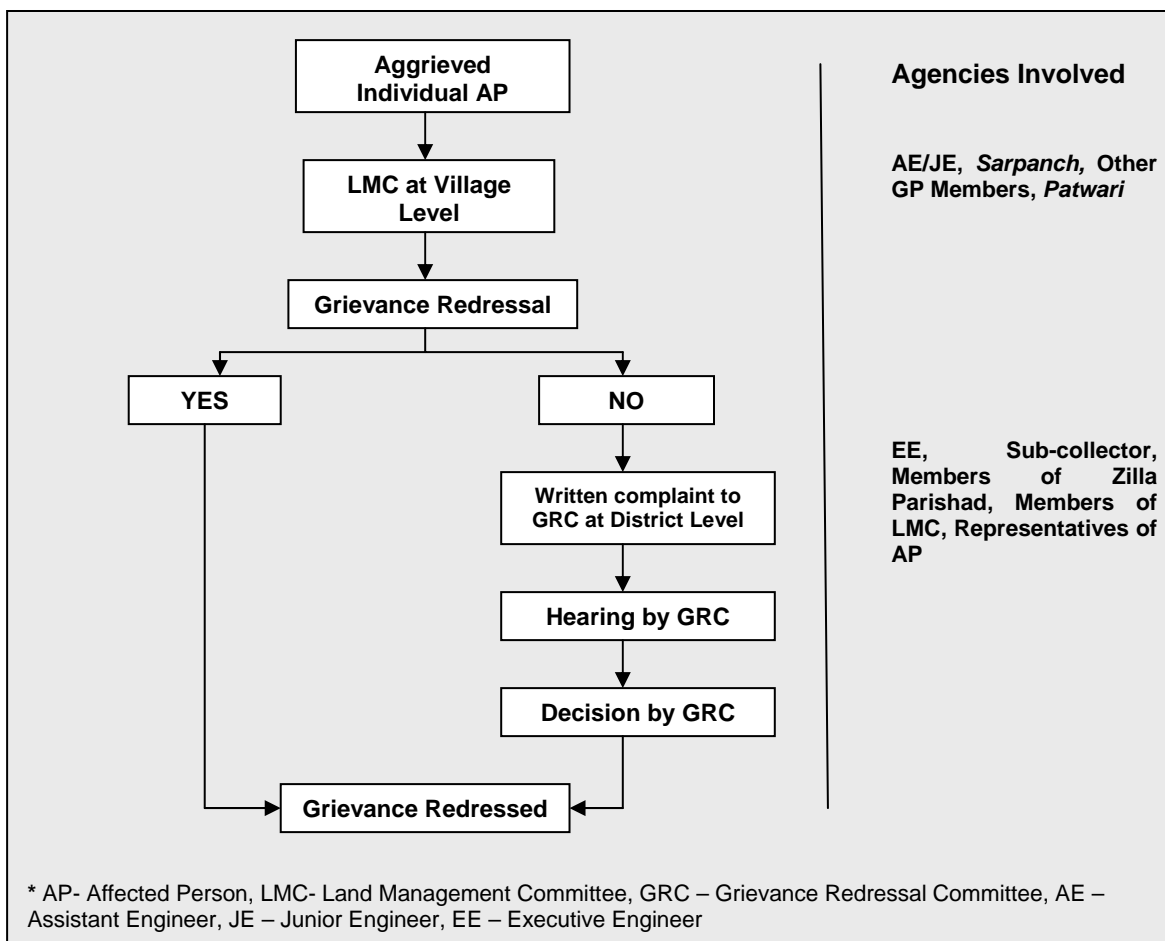 Aggrieved
Individual AP
LMC at Village
Level
Grievance Redressal
YES
NO
Written complaint to
GRC at District Level
Hearing by GRC
Decision by GRC
Grievance Redressed
Agencies Involved
AE/JE, Sarpanch, Other
GP Members, Patwari
EE, Sub-collector,
Members of Zilla
Parishad, Members of
LMC, Representatives of
AP
* AP- Affected Person, LMC- Land Management Committee, GRC – Grievance Redressal Committee, AE –
Assistant Engineer, JE – Junior Engineer, EE – Executive Engineer